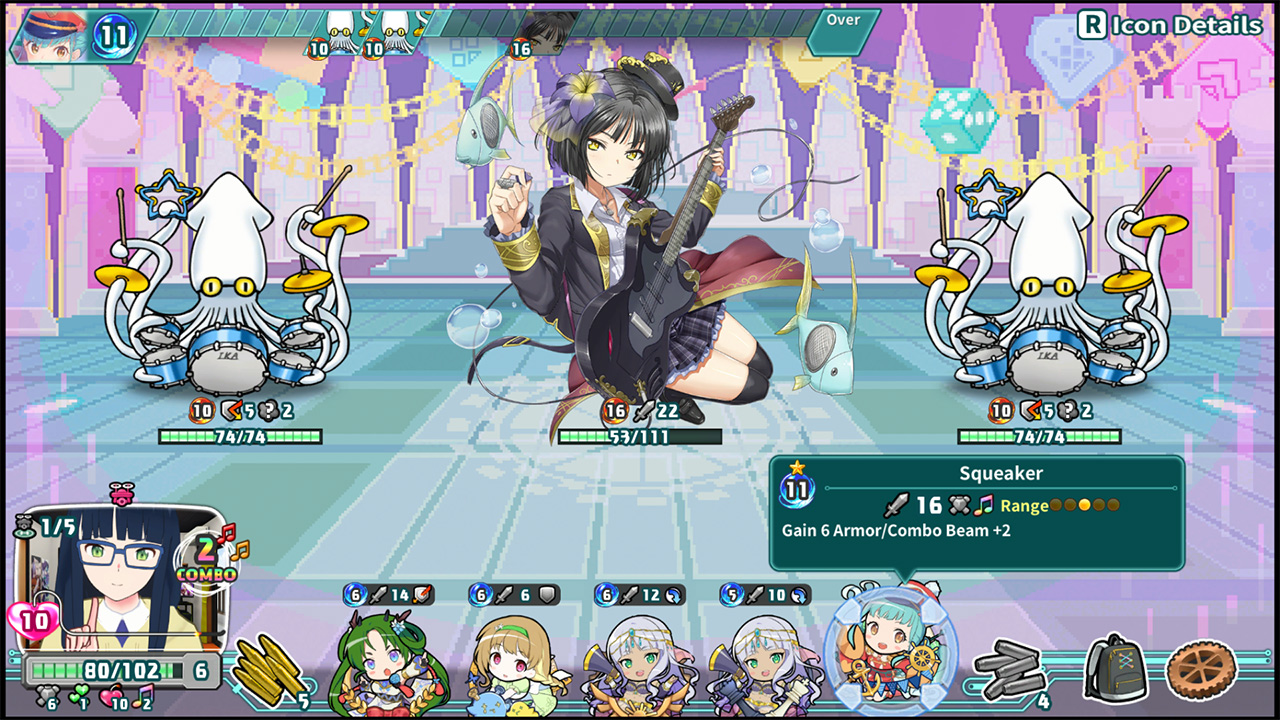 11
10
10
16
Over
R Icon Details
IKA
IKA
10 5 2
16 22
10 5 2
74/74
53/111
74/74
Squeaker
11
16 Range
Gain 6 Armor/Combo Beam +2
1/5
2
COMBO
10
80/102 6
6 1 10 2
6 14
6 6
6 12
5 10
5
4